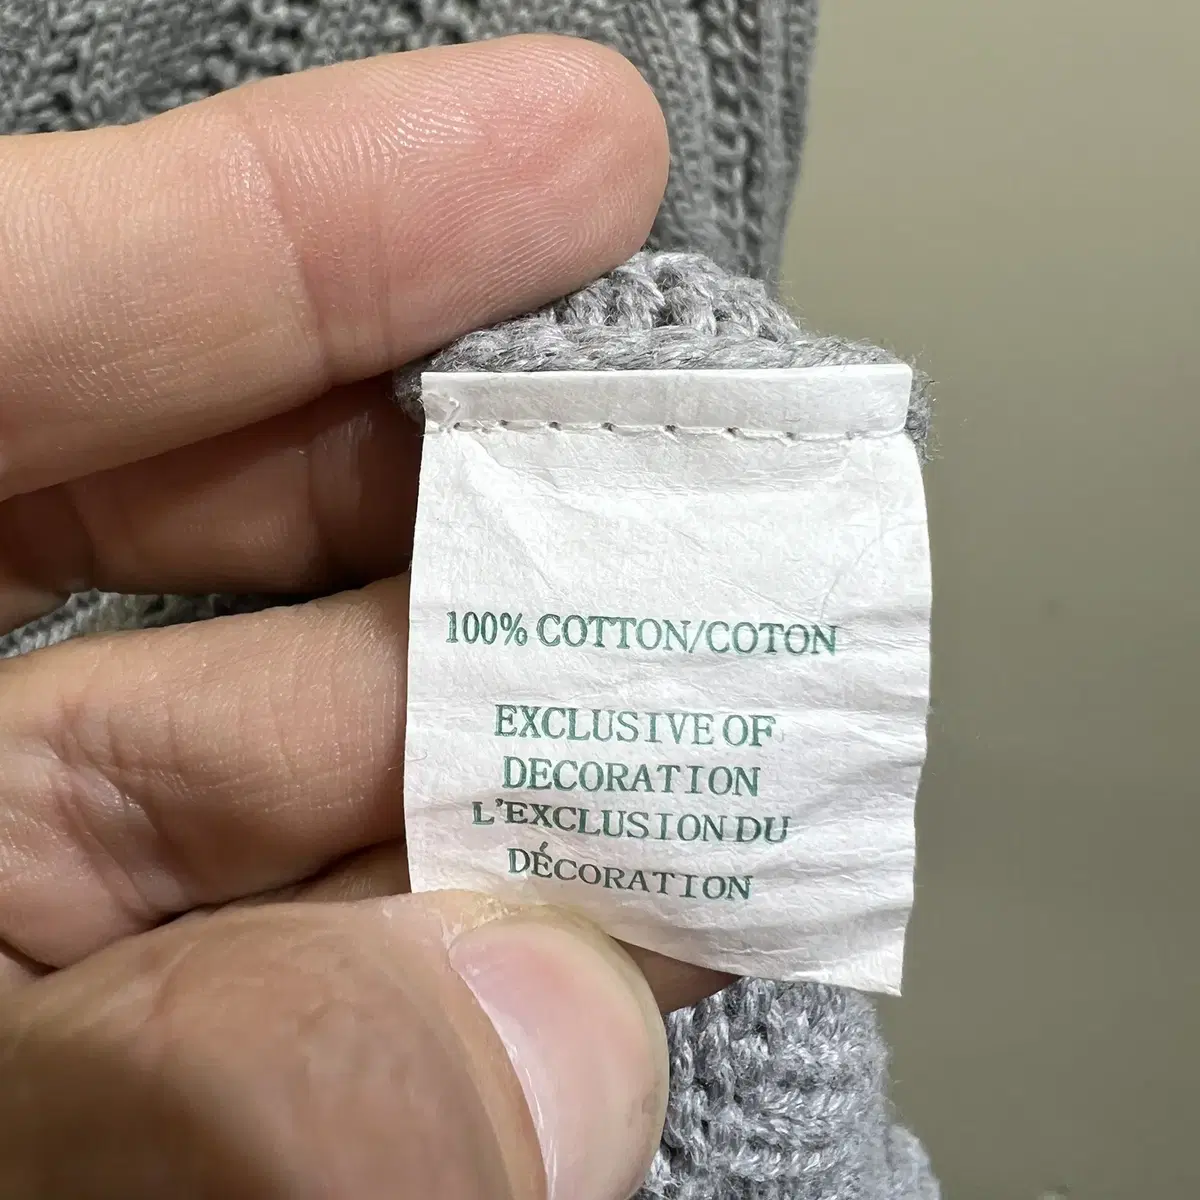 100% COTTON/COTON
EXCLUSIVE OF
DECORATION
L'EXCLUSION DU
DÉCORATION